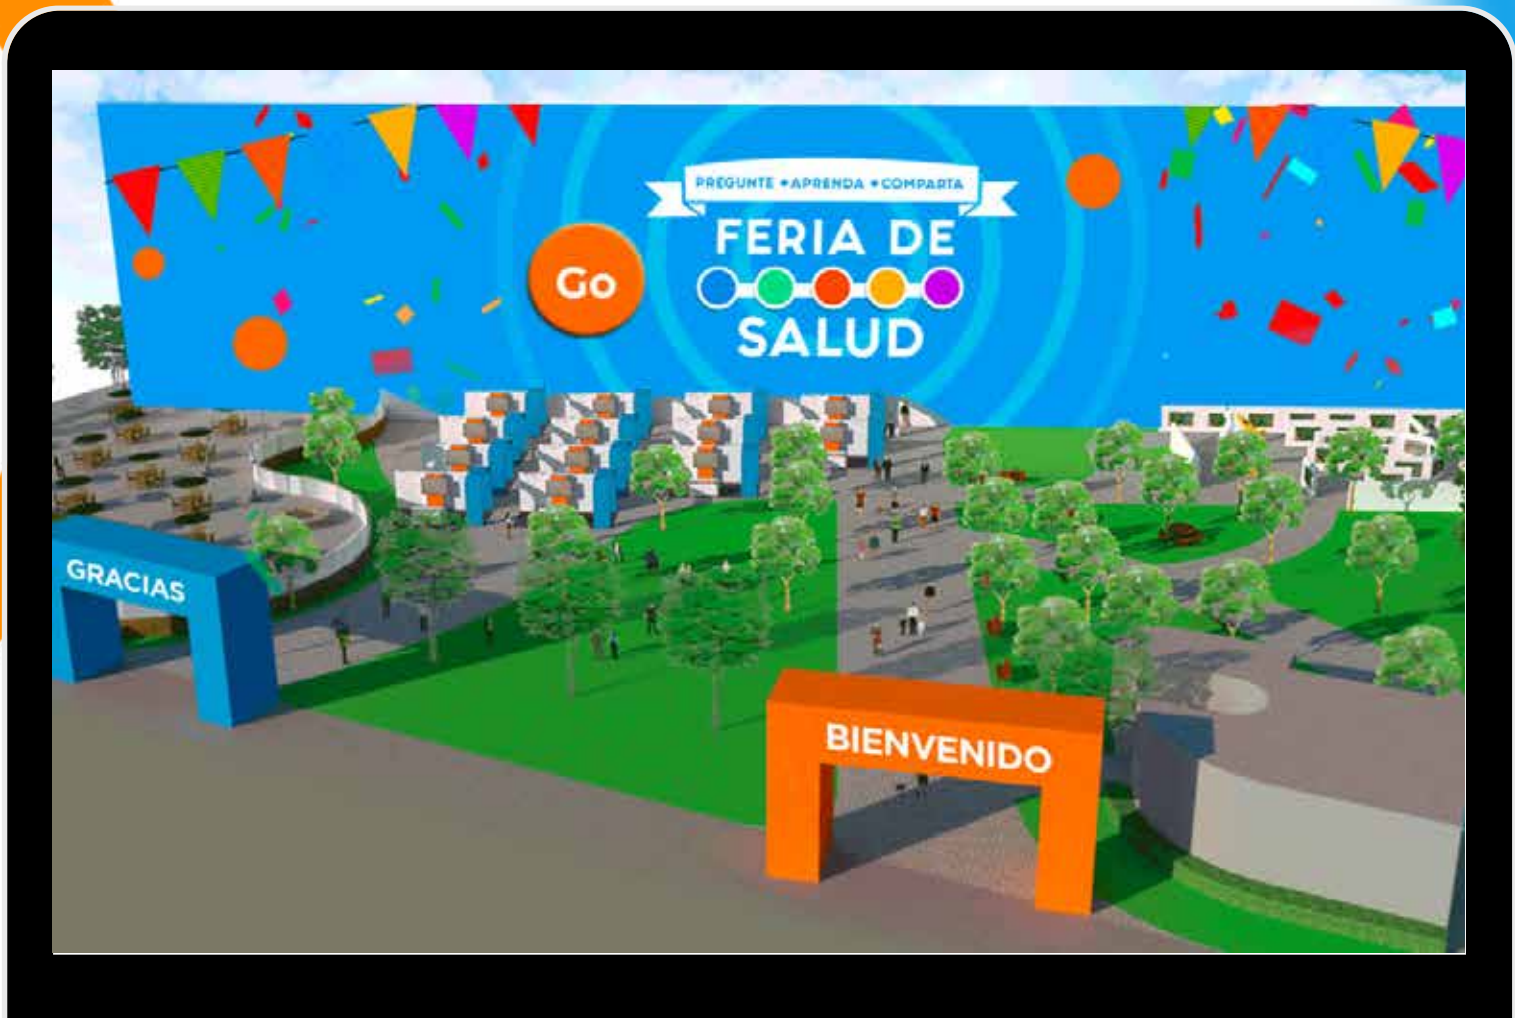 PREGUNTE • APRENDA • COMPARTA
FERIA DE
Go
SALUD
GRACIAS
BIENVENIDO